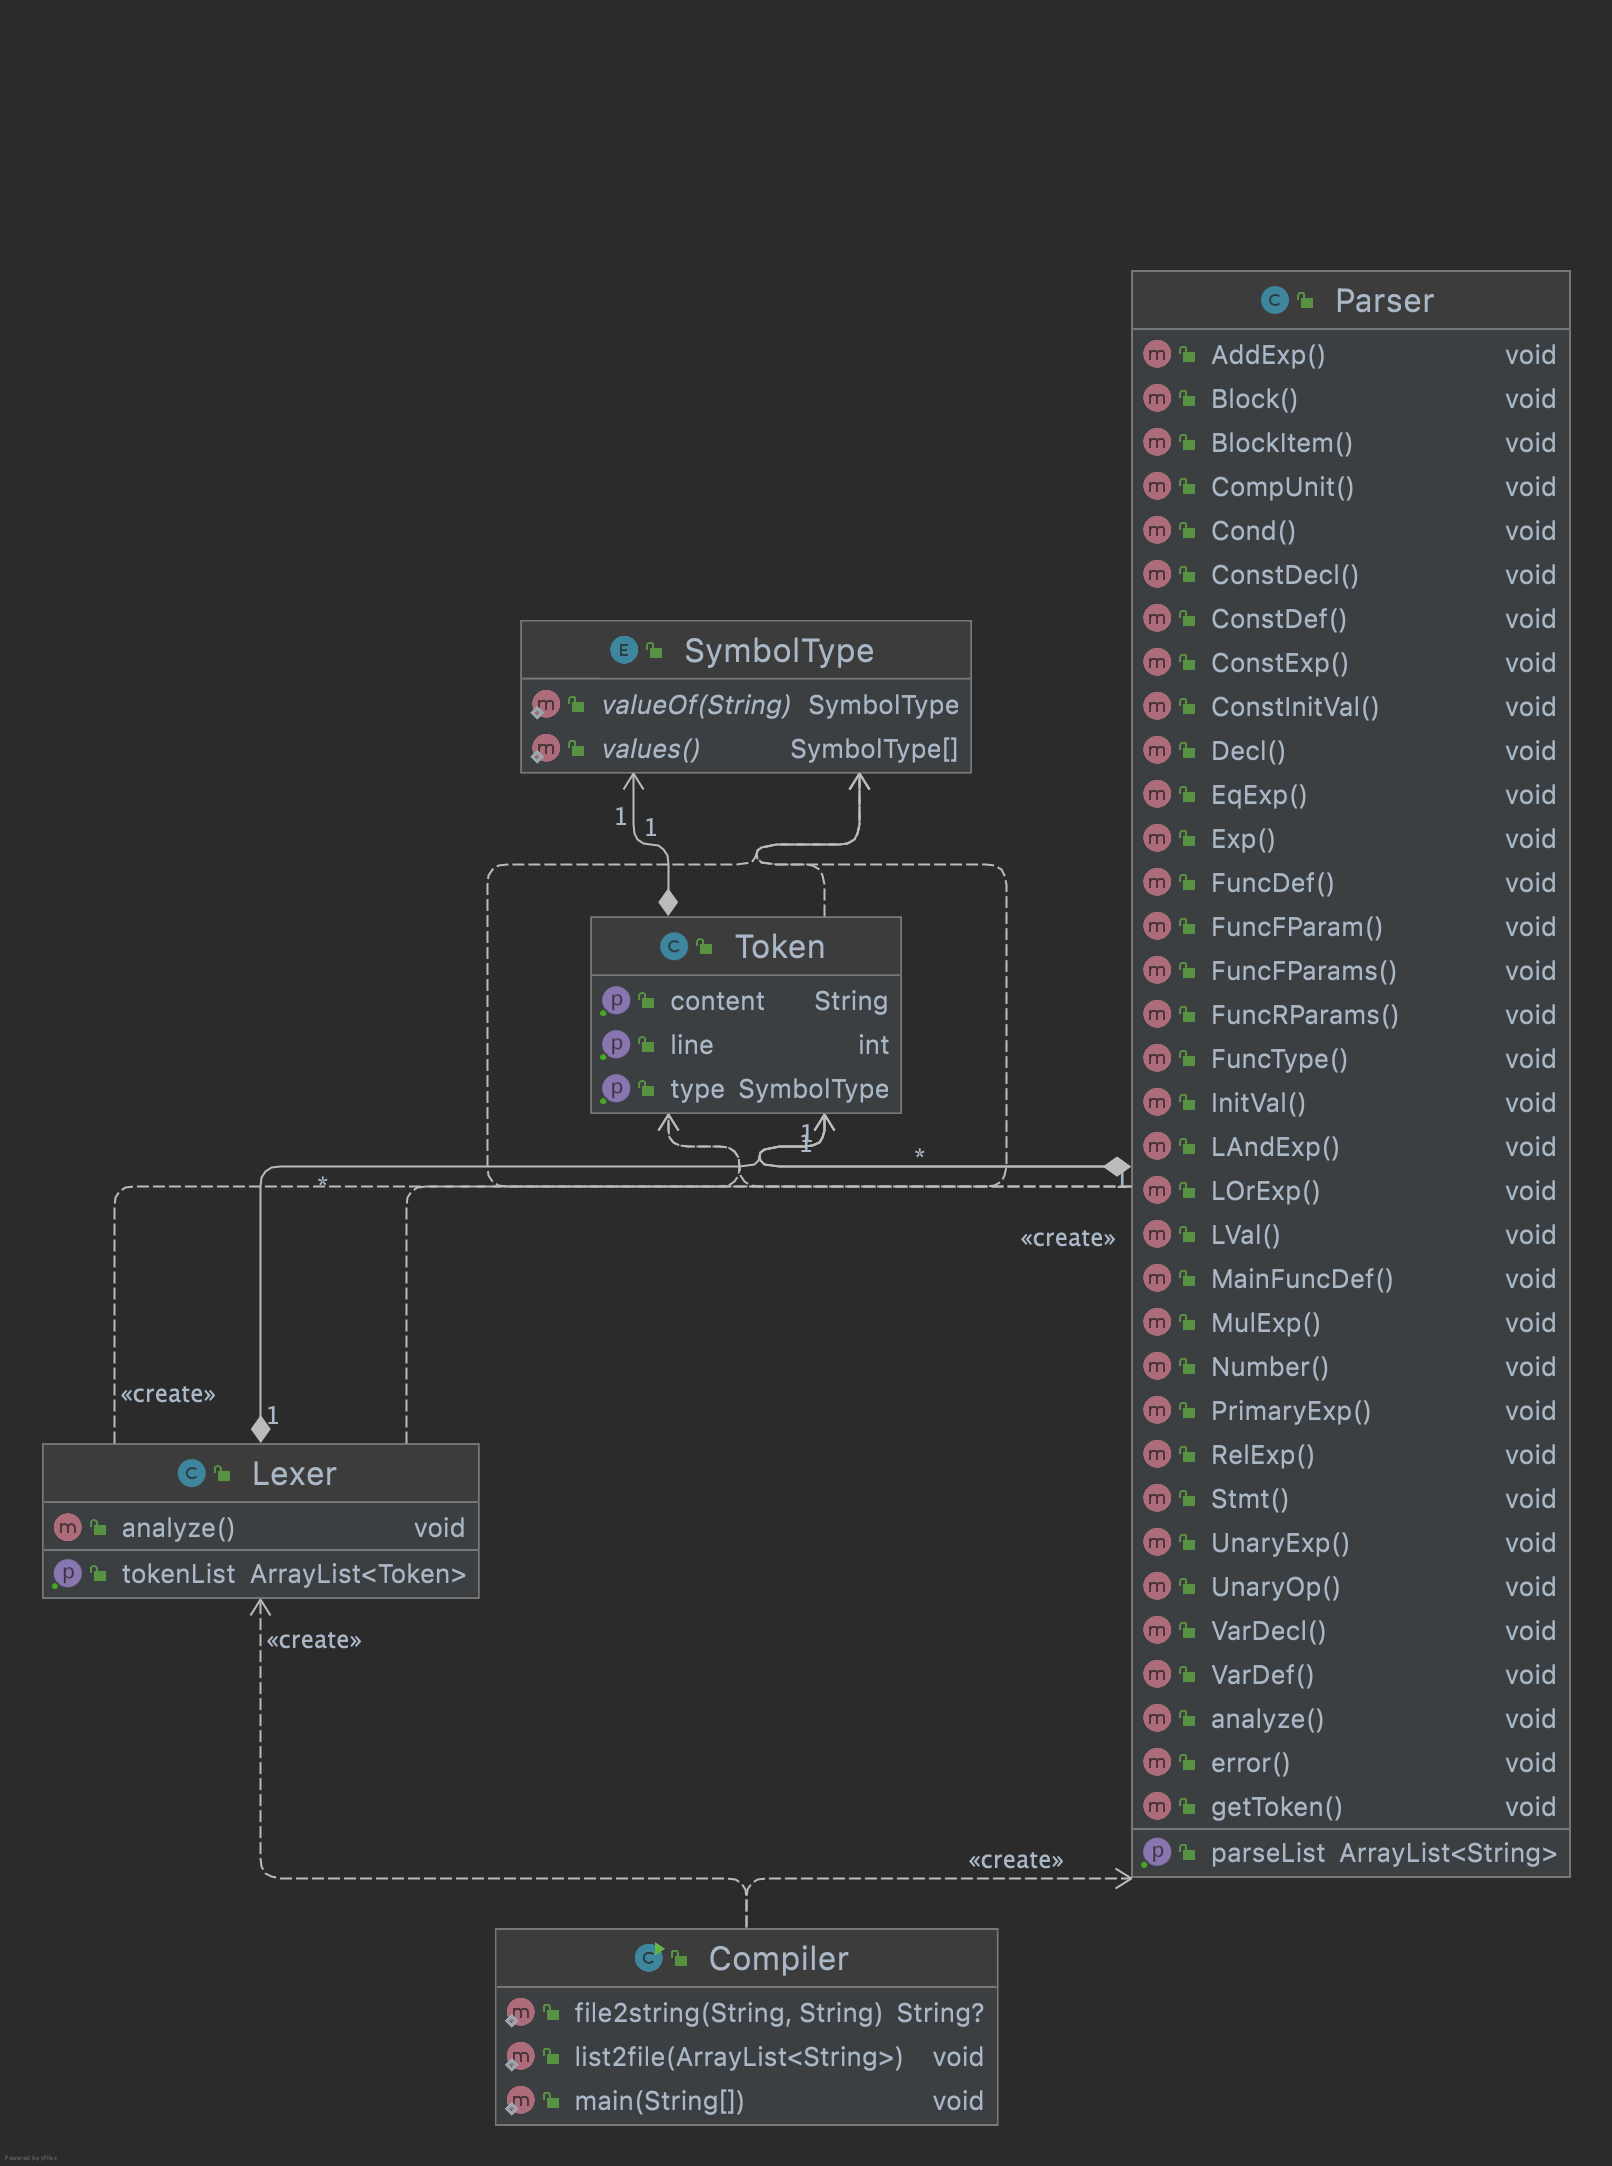 Parser
AddExp() void
Block() void
BlockItem() void
CompUnit() void
Cond() void
ConstDecl() void
ConstDef() void
ConstExp() void
ConstInitVal() void
Decl() void
EqExp() void
Exp() void
FuncDef() void
FuncFParam() void
FuncFParams() void
FuncRParams() void
FuncType() void
InitVal() void
LAndExp() void
LOrExp() void
LVal() void
MainFuncDef() void
MulExp() void
Number() void
PrimaryExp() void
RelExp() void
Stmt() void
UnaryExp() void
UnaryOp() void
VarDecl() void
VarDef() void
analyze() void
error() void
getToken() void
parseList ArrayList<String>
SymbolType
valueOf(String) SymbolType
values() SymbolType[]
1
1
Token
content String
line int
type SymbolType
1
1
*
*
1
«create»
«create»
1
Lexer
analyze() void
tokenList ArrayList<Token>
«create»
«create»
Compiler
file2string(String, String) String?
list2file(ArrayList<String>) void
main(String[]) void
Powered by yFiles